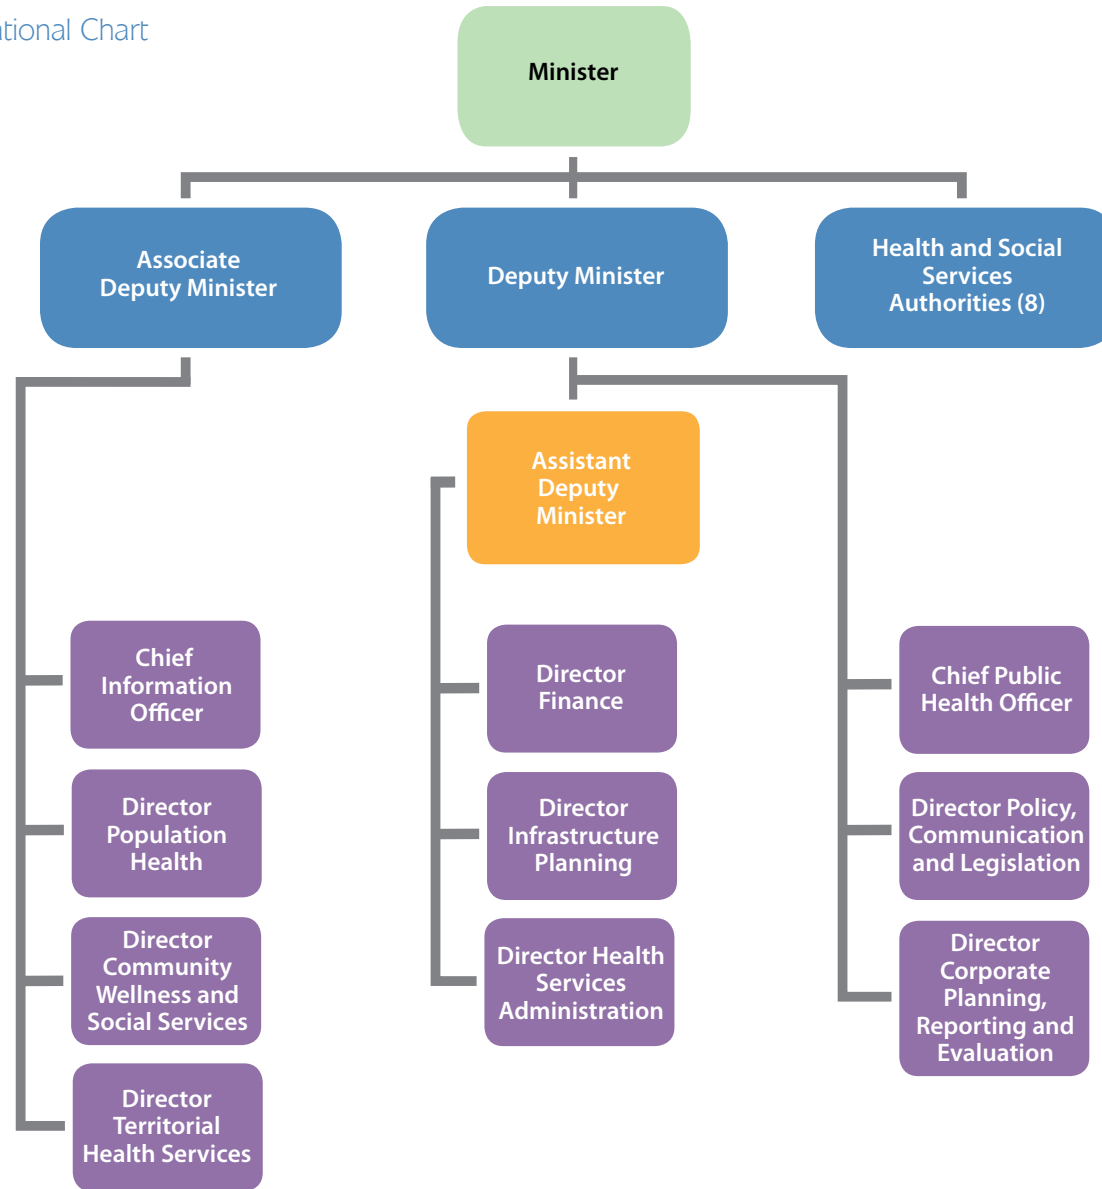 ational Chart
Minister
Associate
Deputy Minister
Deputy Minister
Health and Social
Services
Authorities (8)
Assistant
Deputy
Minister
Chief
Information
Officer
Director
Population
Health
Director
Community
Wellness and
Social Services
Director
Territorial
Health Services
Director
Finance
Director
Infrastructure
Planning
Director Health
Services
Administration
Chief Public
Health Officer
Director Policy,
Communication
and Legislation
Director
Corporate
Planning,
Reporting and
Evaluation